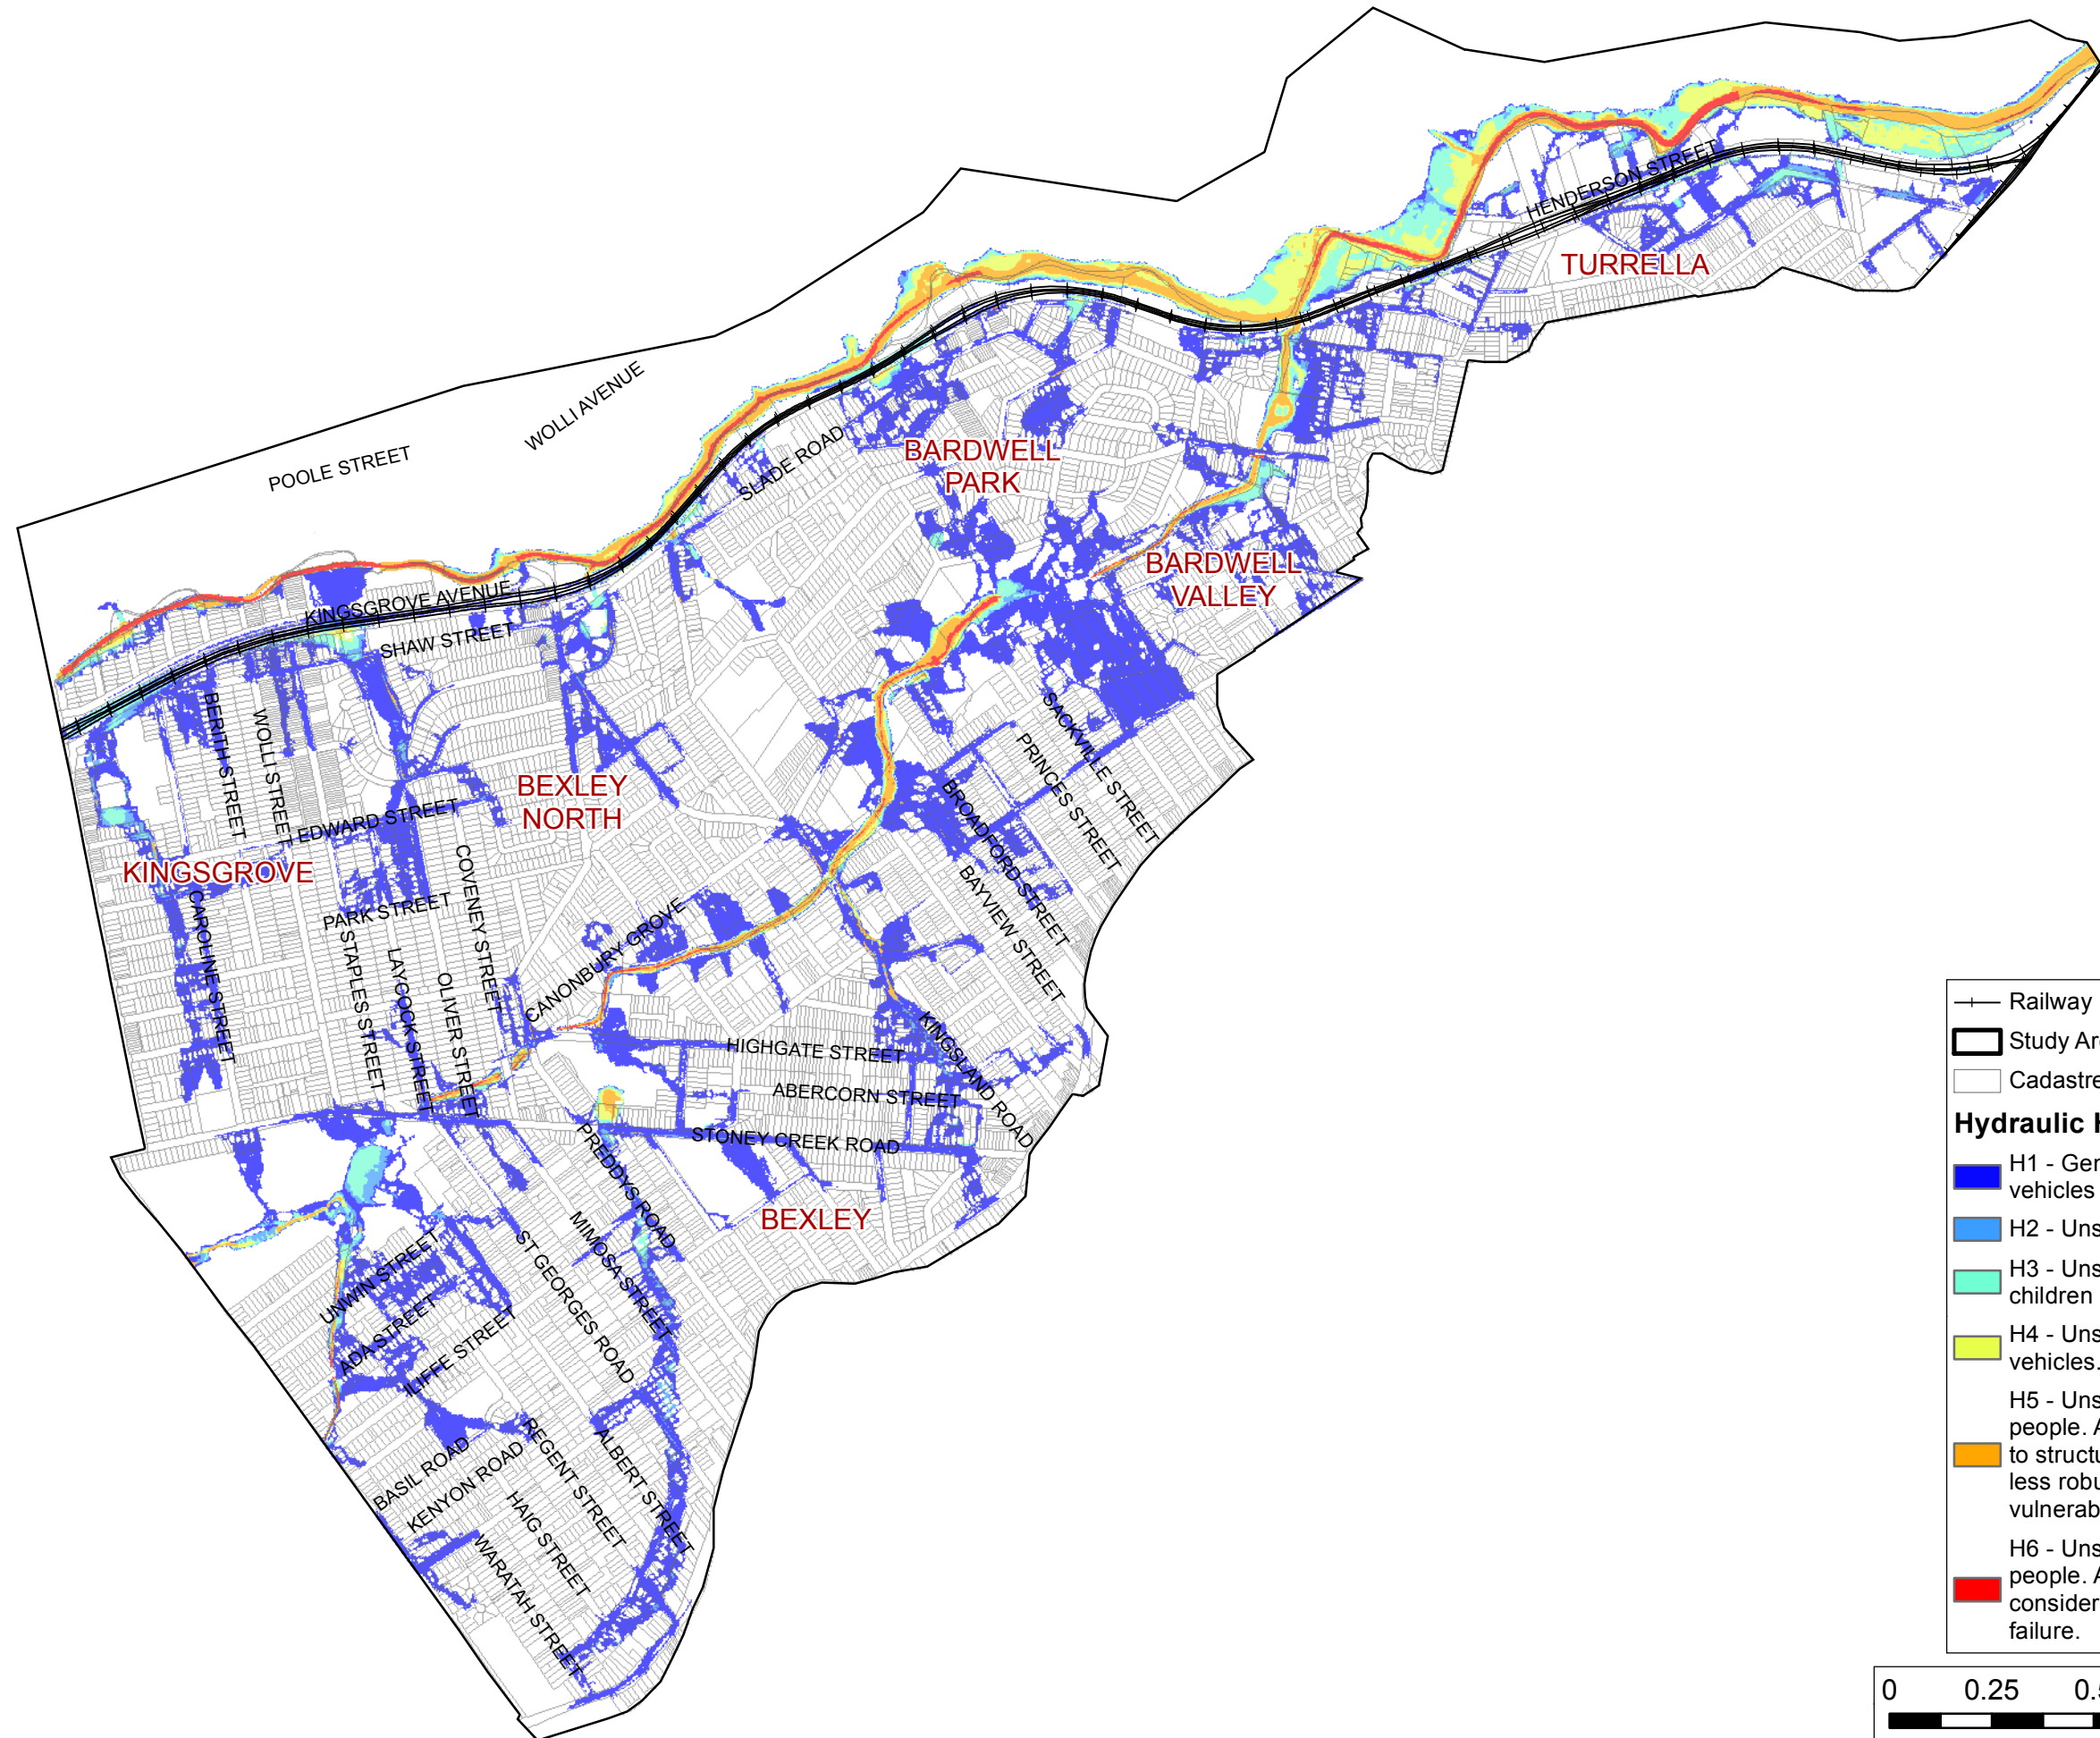 HENDERSON STREET
TURRELLA
WOLLI AVENUE
POOLE STREET
SLADE ROAD
BARDWELL
PARK
BARDWELL
VALLEY
KINGSGROVE AVENUE
SHAW STREET
BERITH STREET
WOLLI STREET
SACKVILLE STREET
PRINCES STREET
BEXLEY
NORTH
EDWARD STREET
BROADFORD STREET
KINGSGROVE
COVENEY STREET
BAYVIEW STREET
CAROLINE STREET
PARK STREET
STAPLES STREET
LAYCOCK STREET
OLIVER STREET
CANONBURY GROVE
HIGHGATE STREET
KINGSLAND ROAD
ABERCORN STREET
STONEY CREEK ROAD
PREDDYS ROAD
BEXLEY
MIMOSA STREET
ST GEORGES ROAD
UNWIN STREET
ADA STREET
ILIFFE STREET
BASIL ROAD
KENYON ROAD
REGENT STREET
ALBERT STREET
HAIG STREET
WARATAH STREET
Railway
Study Ar
Cadastre
Hydraulic H
H1 - Ger
vehicles
H2 - Uns
H3 - Uns
children
H4 - Uns
vehicles.
H5 - Uns
people. A
to structu
less robu
vulnerab
H6 - Uns
people. A
consider
failure.
0 0.25 0.5